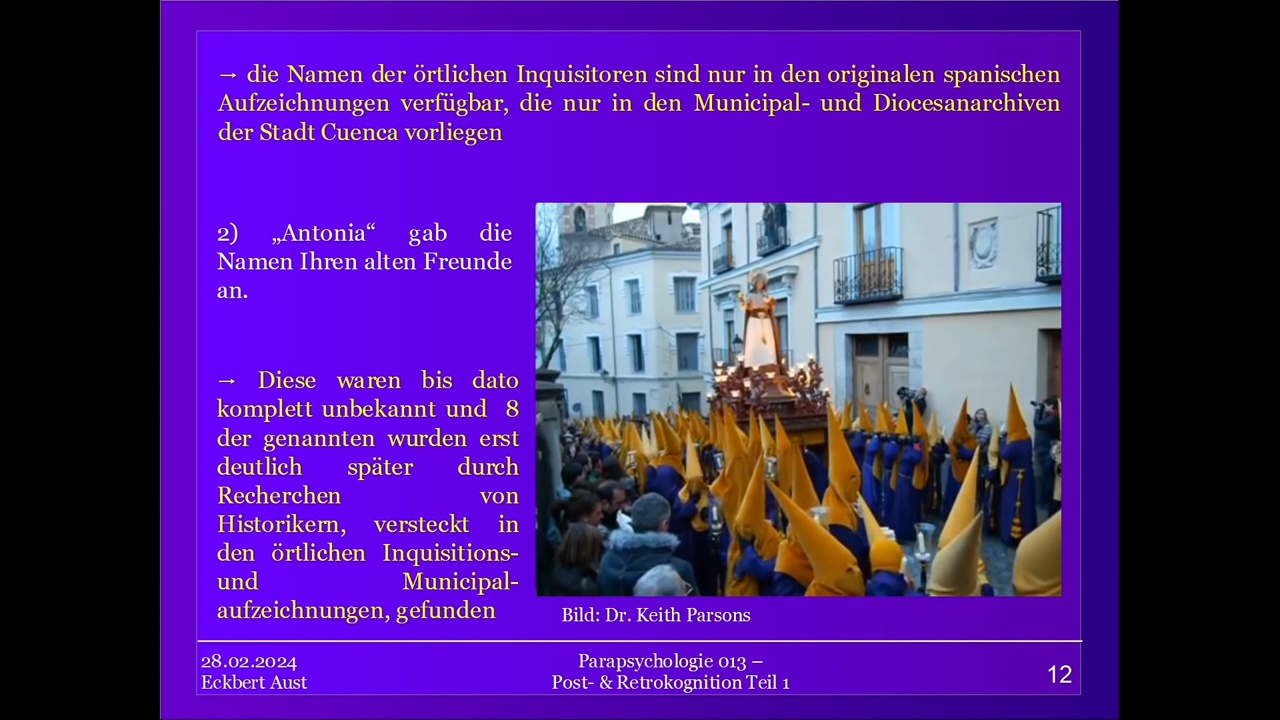 → die Namen der örtlichen Inquisitoren sind nur in den originalen spanischen
Aufzeichnungen verfügbar, die nur in den Municipal- und Diocesanarchiven
der Stadt Cuenca vorliegen
2) „Antonia“ gab die
Namen Ihren alten Freunde
an.
→ Diese waren bis dato
komplett unbekannt und 8
der genannten wurden erst
deutlich später durch
Recherchen von
Historikern, versteckt in
den örtlichen Inquisitions-
und Municipal-
aufzeichnungen, gefunden
Bild: Dr. Keith Parsons
28.02.2024
Eckbert Aust
Parapsychologie 013 –
Post- & Retrokognition Teil 1
12